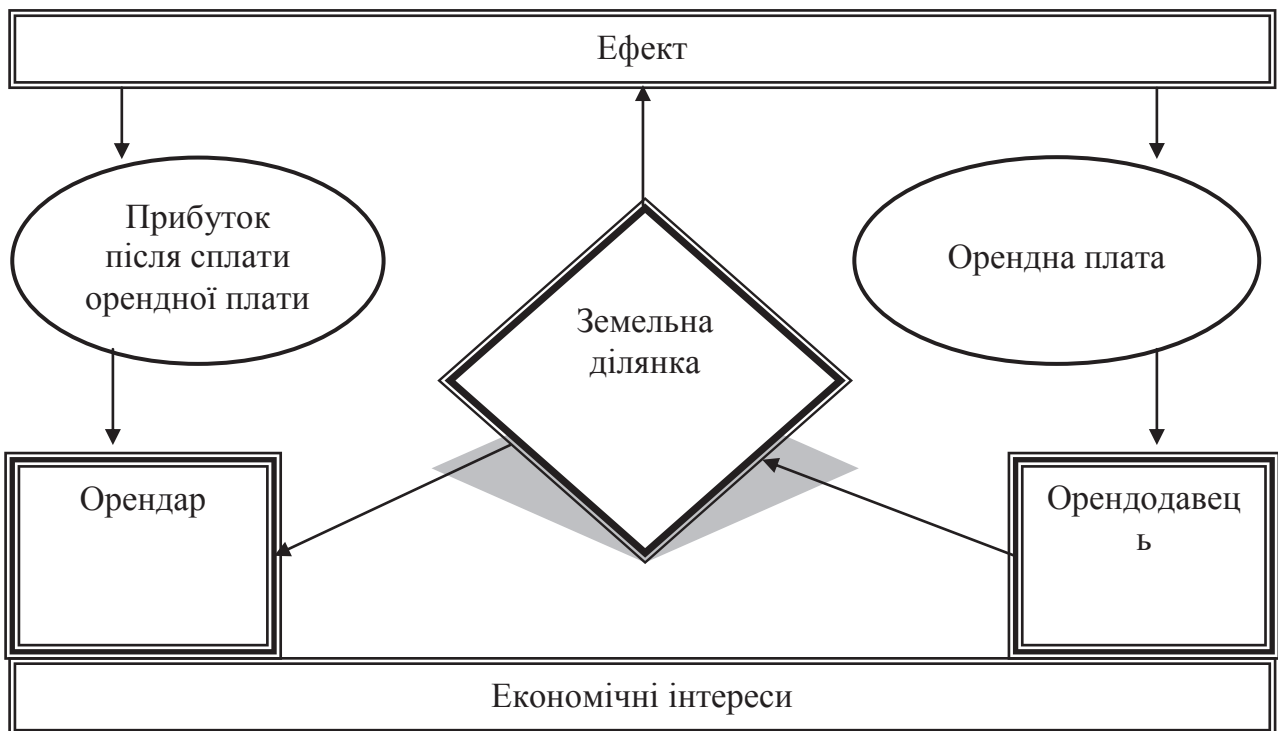 Ефект
Прибуток
після сплати
орендної плати
Земельна
ділянка
Орендна плата
Орендар
Орендодавец
ь
Економічні інтереси